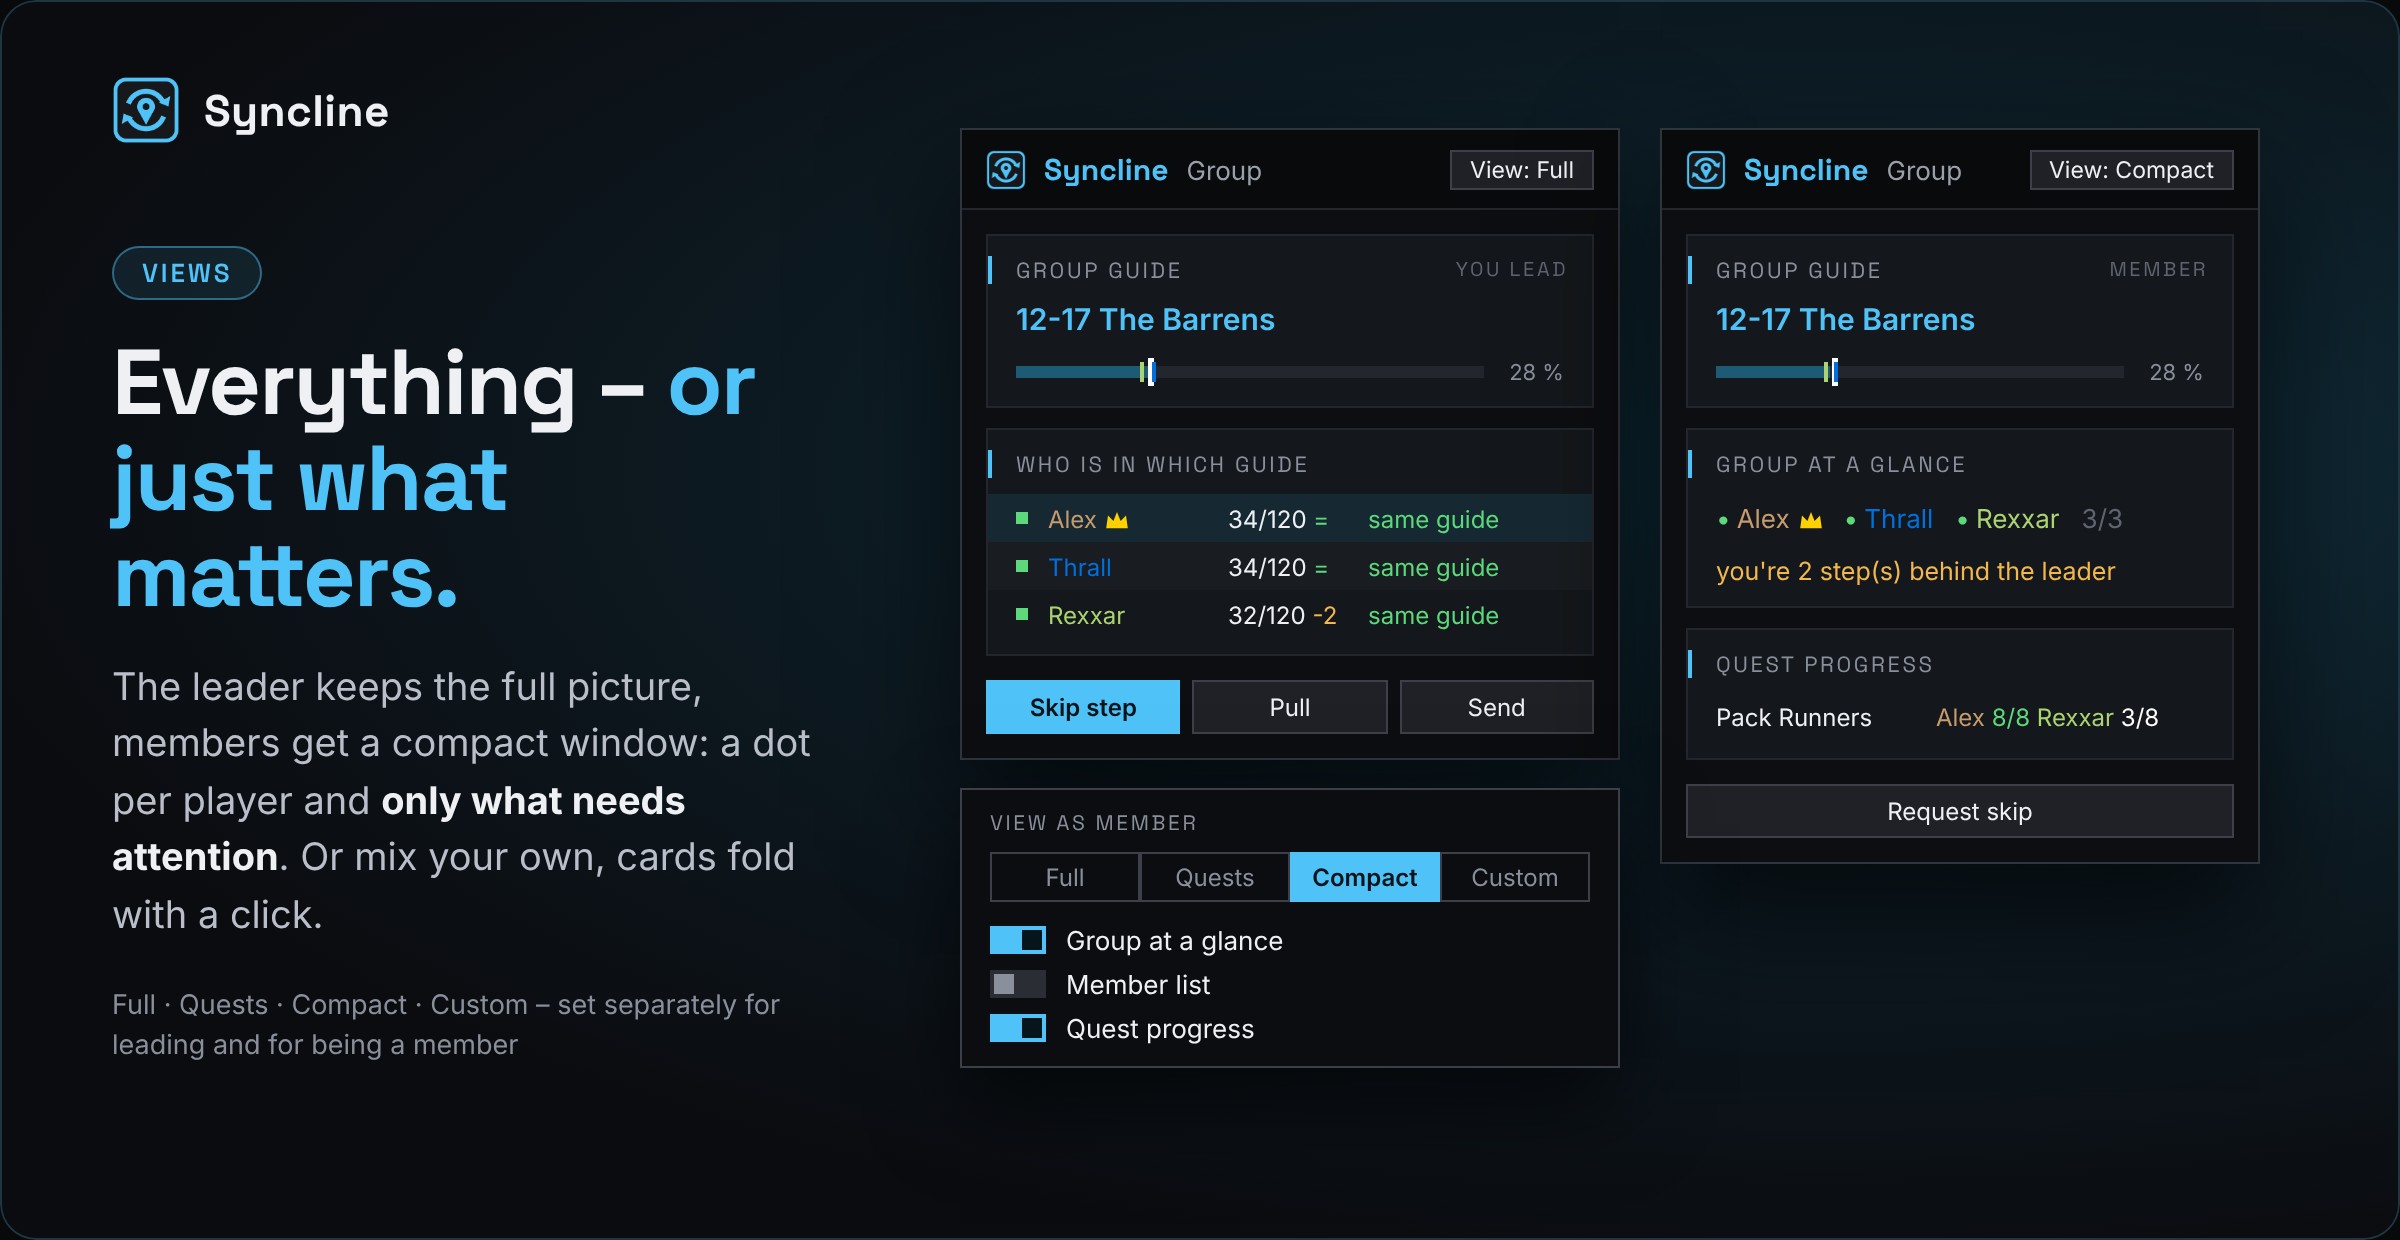 Syncline
VIEWS
Everything – or
just what
matters.
The leader keeps the full picture,
members get a compact window: a dot
per player and only what needs
attention. Or mix your own, cards fold
with a click.
Full · Quests · Compact · Custom – set separately for
leading and for being a member
Syncline Group View: Full
GROUP GUIDE YOU LEAD
12-17 The Barrens
28 %
WHO IS IN WHICH GUIDE
Alex 34/120 = same guide
Thrall 34/120 = same guide
Rexxar 32/120 -2 same guide
Skip step Pull Send
VIEW AS MEMBER
Full Quests Compact Custom
Group at a glance
Member list
Quest progress
Syncline Group View: Compact
GROUP GUIDE MEMBER
12-17 The Barrens
28 %
GROUP AT A GLANCE
• Alex • Thrall • Rexxar 3/3
you're 2 step(s) behind the leader
QUEST PROGRESS
Pack Runners Alex 8/8 Rexxar 3/8
Request skip